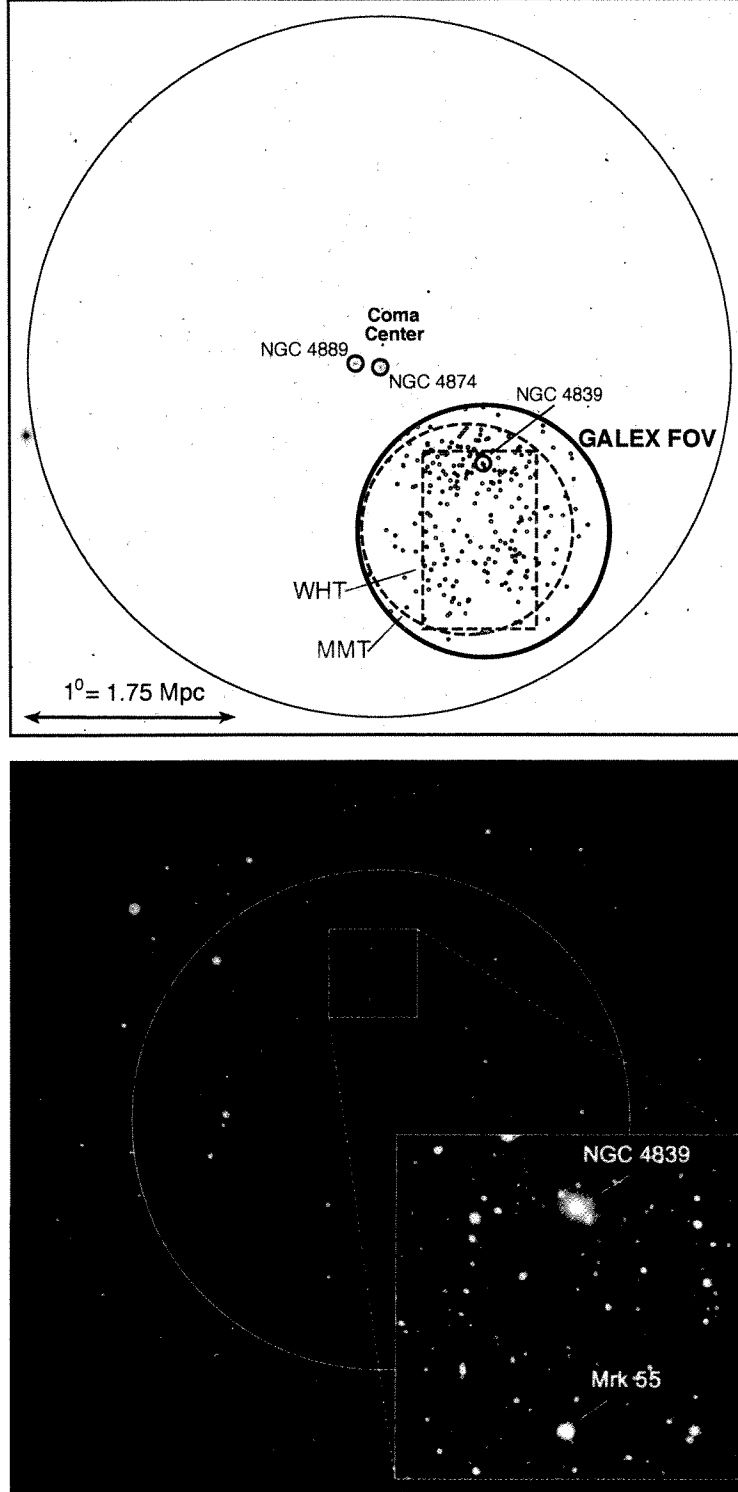 Coma
Center
NGC 4889
NGC 4874
NGC 4839
GALEX FOV
WHT
MMT
1⁰ = 1.75 Mpc
NGC 4839
Mrk 55